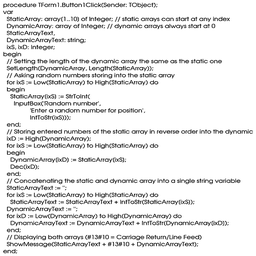 procedure TForm1.Button1Click(Sender: TObject);
var
StaticArray: array(1..10) of Integer; // static arrays can start at any index
DynamicArray: array of Integer; // dynamic arrays always start at 0
StaticArrayText,
DynamicArrayText: string;
ixS, ixD: Integer;
begin
// Setting the length of the dynamic array the same as the static one
SetLength(DynamicArray, Length(StaticArray));
// Asking random numbers storing into the static array
for ixS := Low(StaticArray) to High(StaticArray) do
begin
StaticArray(ixS) := StrToInt(
InputBox('Random number',
'Enter a random number for position',
IntToStr(ixS)));
end;
// Storing entered numbers of the static array in reverse order into the dynamic
ixD := High(DynamicArray);
for ixS := Low(StaticArray) to High(StaticArray) do
begin
DynamicArray(ixD) := StaticArray(ixS);
Dec(ixD);
end;
// Concatenating the static and dynamic array into a single string variable
StaticArrayText := '';
for ixS := Low(StaticArray) to High(StaticArray) do
StaticArrayText := StaticArrayText + IntToStr(StaticArray(ixS));
DynamicArrayText := '';
for ixD := Low(DynamicArray) to High(DynamicArray) do
DynamicArrayText := DynamicArrayText + IntToStr(DynamicArray(ixD));
end;
// Displaying both arrays (#13#10 = Carriage Return/Line Feed)
ShowMessage(StaticArrayText + #13#10 + DynamicArrayText);
end;